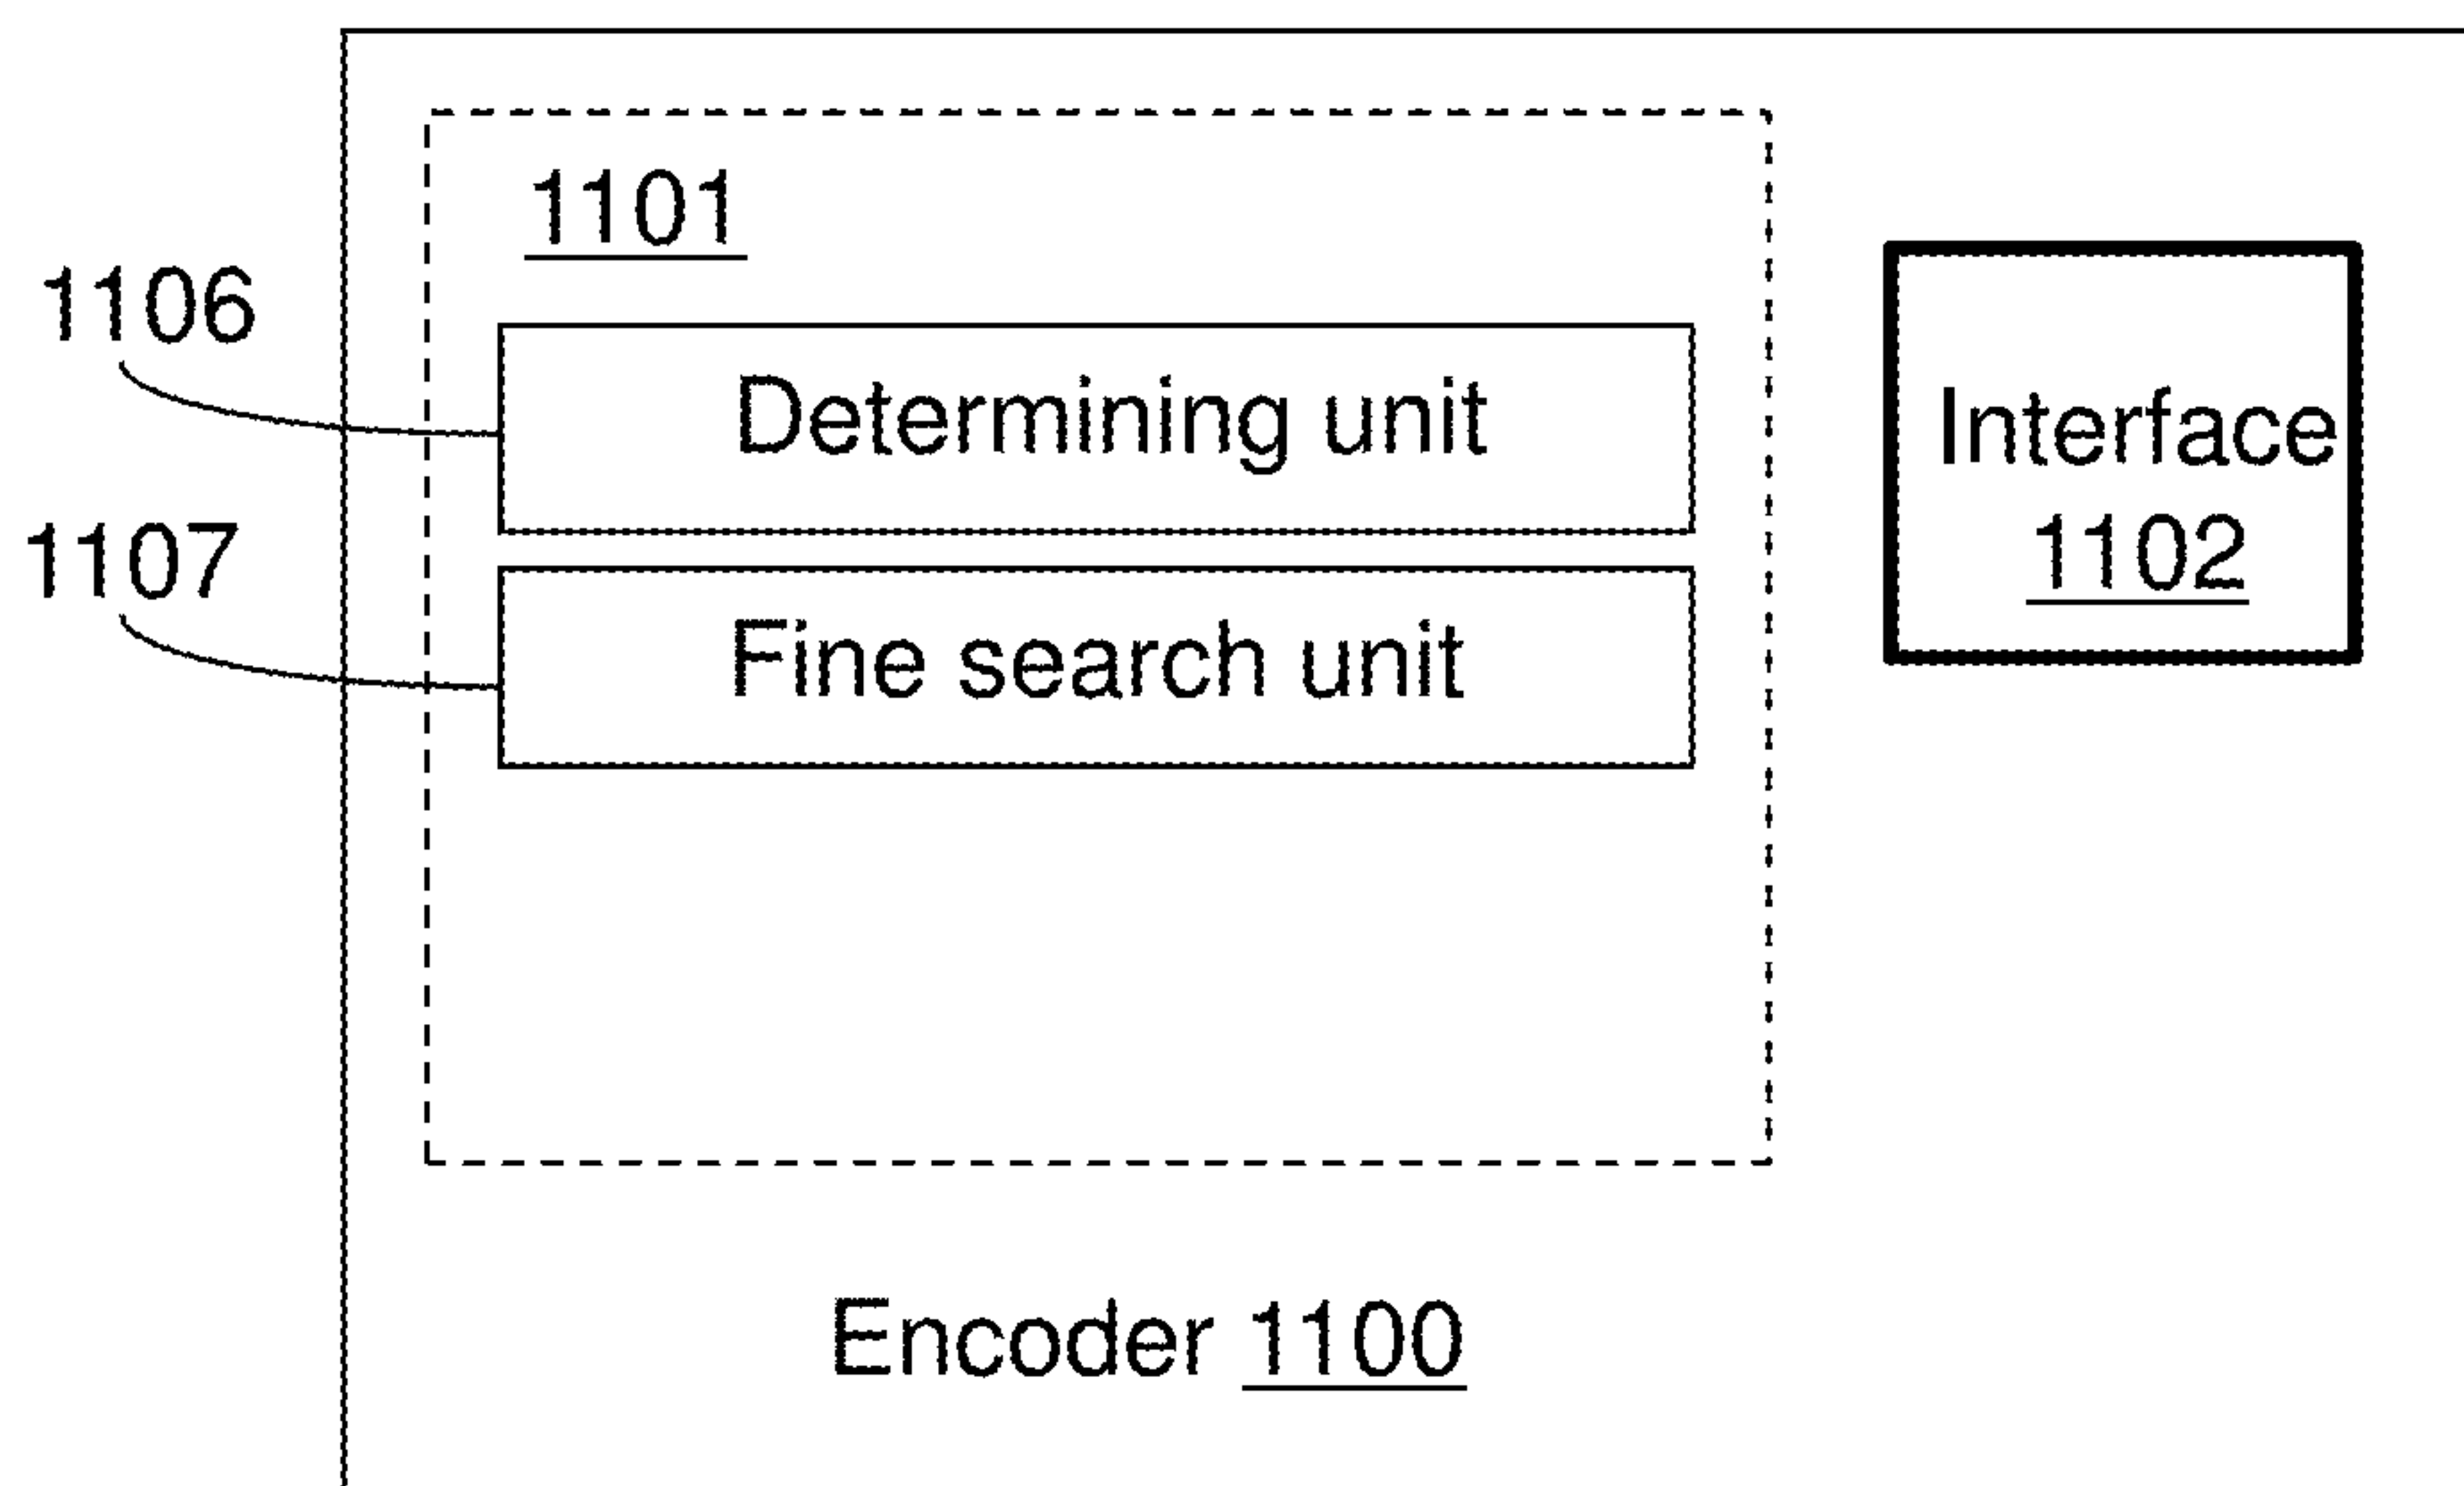 1101
1106
Determining unit
Interface
1102
1107
Fine search unit
Encoder 1100